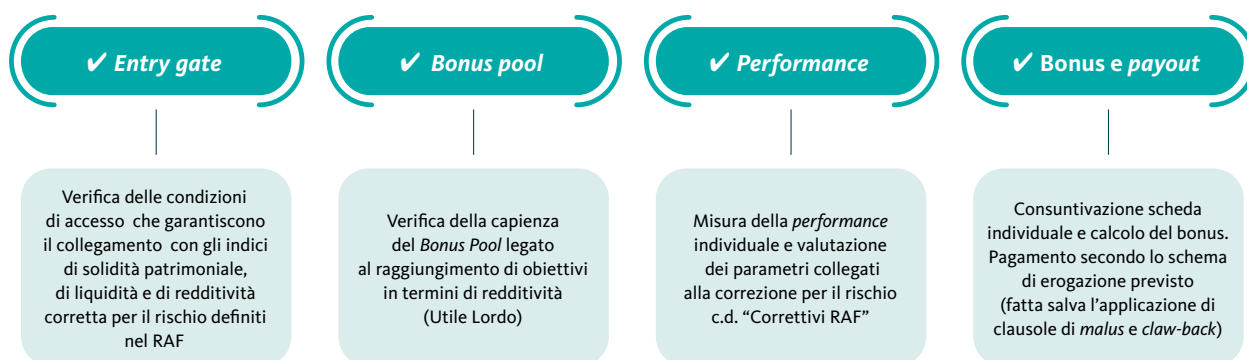 ✔ Entry gate
Verifica delle condizioni
di accesso che garantiscono
il collegamento con gli indici
di solidità patrimoniale,
di liquidità e di redditività
corretta per il rischio definiti
nel RAF
✔ Bonus pool
Verifica della capienza
del Bonus Pool legato
al raggiungimento di obiettivi
in termini di redditività
(Utile Lordo)
✔ Performance
Misura della performance
individuale e valutazione
dei parametri collegati
alla correzione per il rischio
c.d. “Correttivi RAF”
✔ Bonus e payout
Consuntivazione scheda
individuale e calcolo del bonus.
Pagamento secondo lo schema
di erogazione previsto
(fatta salva l’applicazione di
clausole di malus e claw-back)